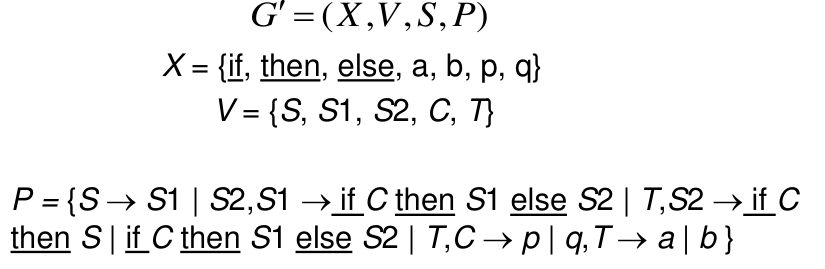 G′ = (X,V,S,P)
X = {if, then, else, a, b, p, q}
V = {S, S1, S2, C, T}
P = {S → S1 | S2,S1 → if C then S1 else S2 | T,S2 → if C
then S | if C then S1 else S2 | T,C → p | q,T → a | b}